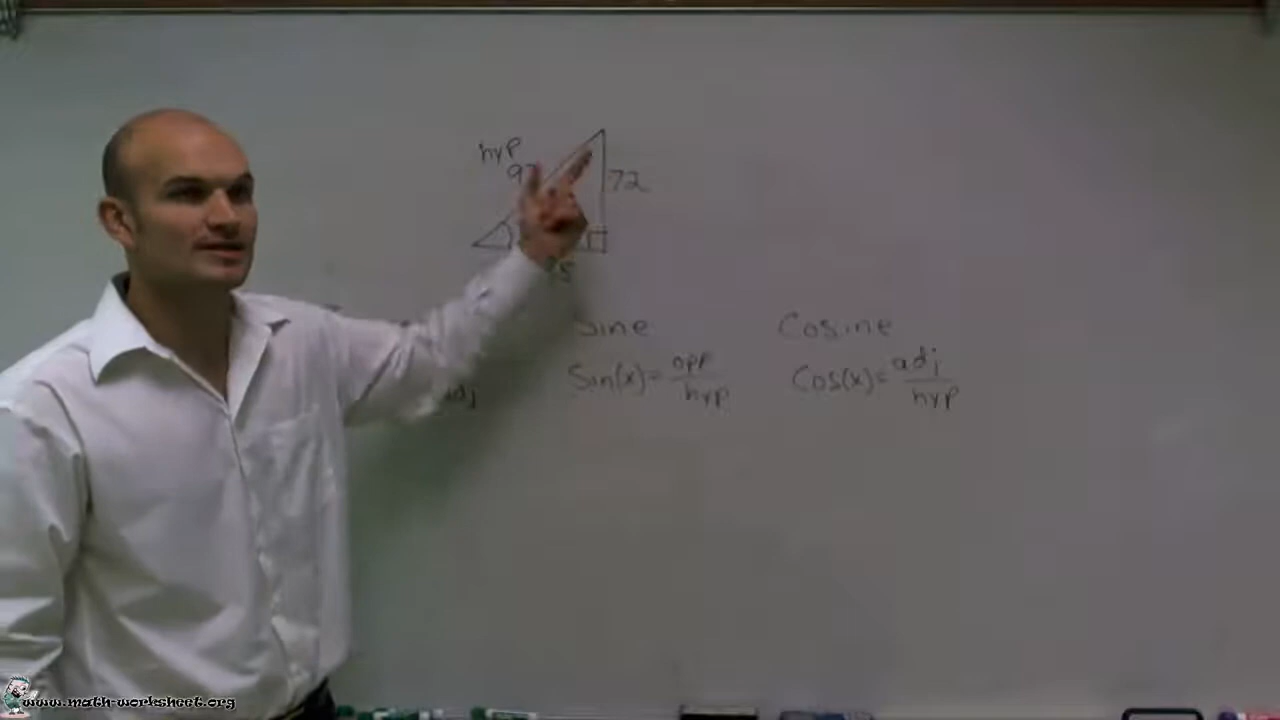 hyp
97
72
Sine
Cosine
adj
Sin(x)=opp/hyp
Cos(x)=adj/hyp
www.math-worksheet.org